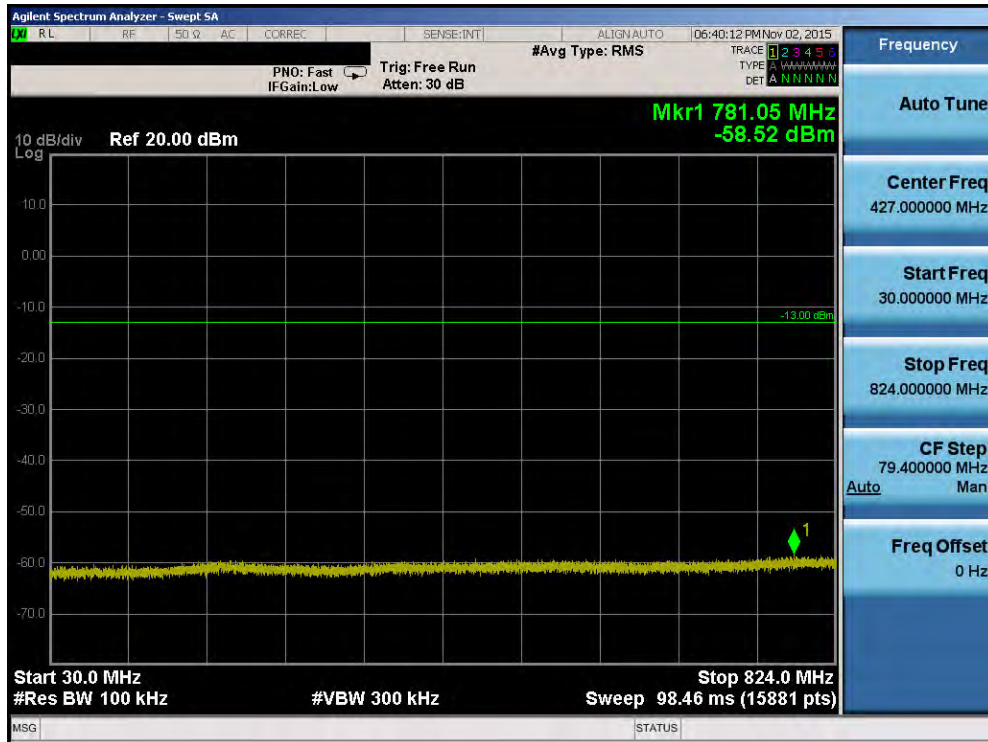 Agilent Spectrum Analyzer - Swept SA
LXI RL RF 50 Ω AC CORREC SENSE:INT ALIGN AUTO 06:40:12 PM Nov 02, 2015
#Avg Type: RMS TRACE 1 2 3 4 5 6
PNO: Fast Trig: Free Run TYPE A WWWWW
IFGain:Low Atten: 30 dB DET A N N N N N
Mkr1 781.05 MHz
10 dB/div Ref 20.00 dBm -58.52 dBm
Log
10.0
0.00
-10.0
-13.00 dBm
-20.0
-30.0
-40.0
-50.0
1
-60.0
-70.0
Start 30.0 MHz Stop 824.0 MHz
#Res BW 100 kHz #VBW 300 kHz Sweep 98.46 ms (15881 pts)
MSG STATUS
Frequency
Auto Tune
Center Freq
427.000000 MHz
Start Freq
30.000000 MHz
Stop Freq
824.000000 MHz
CF Step
79.400000 MHz
Auto Man
Freq Offset
0 Hz